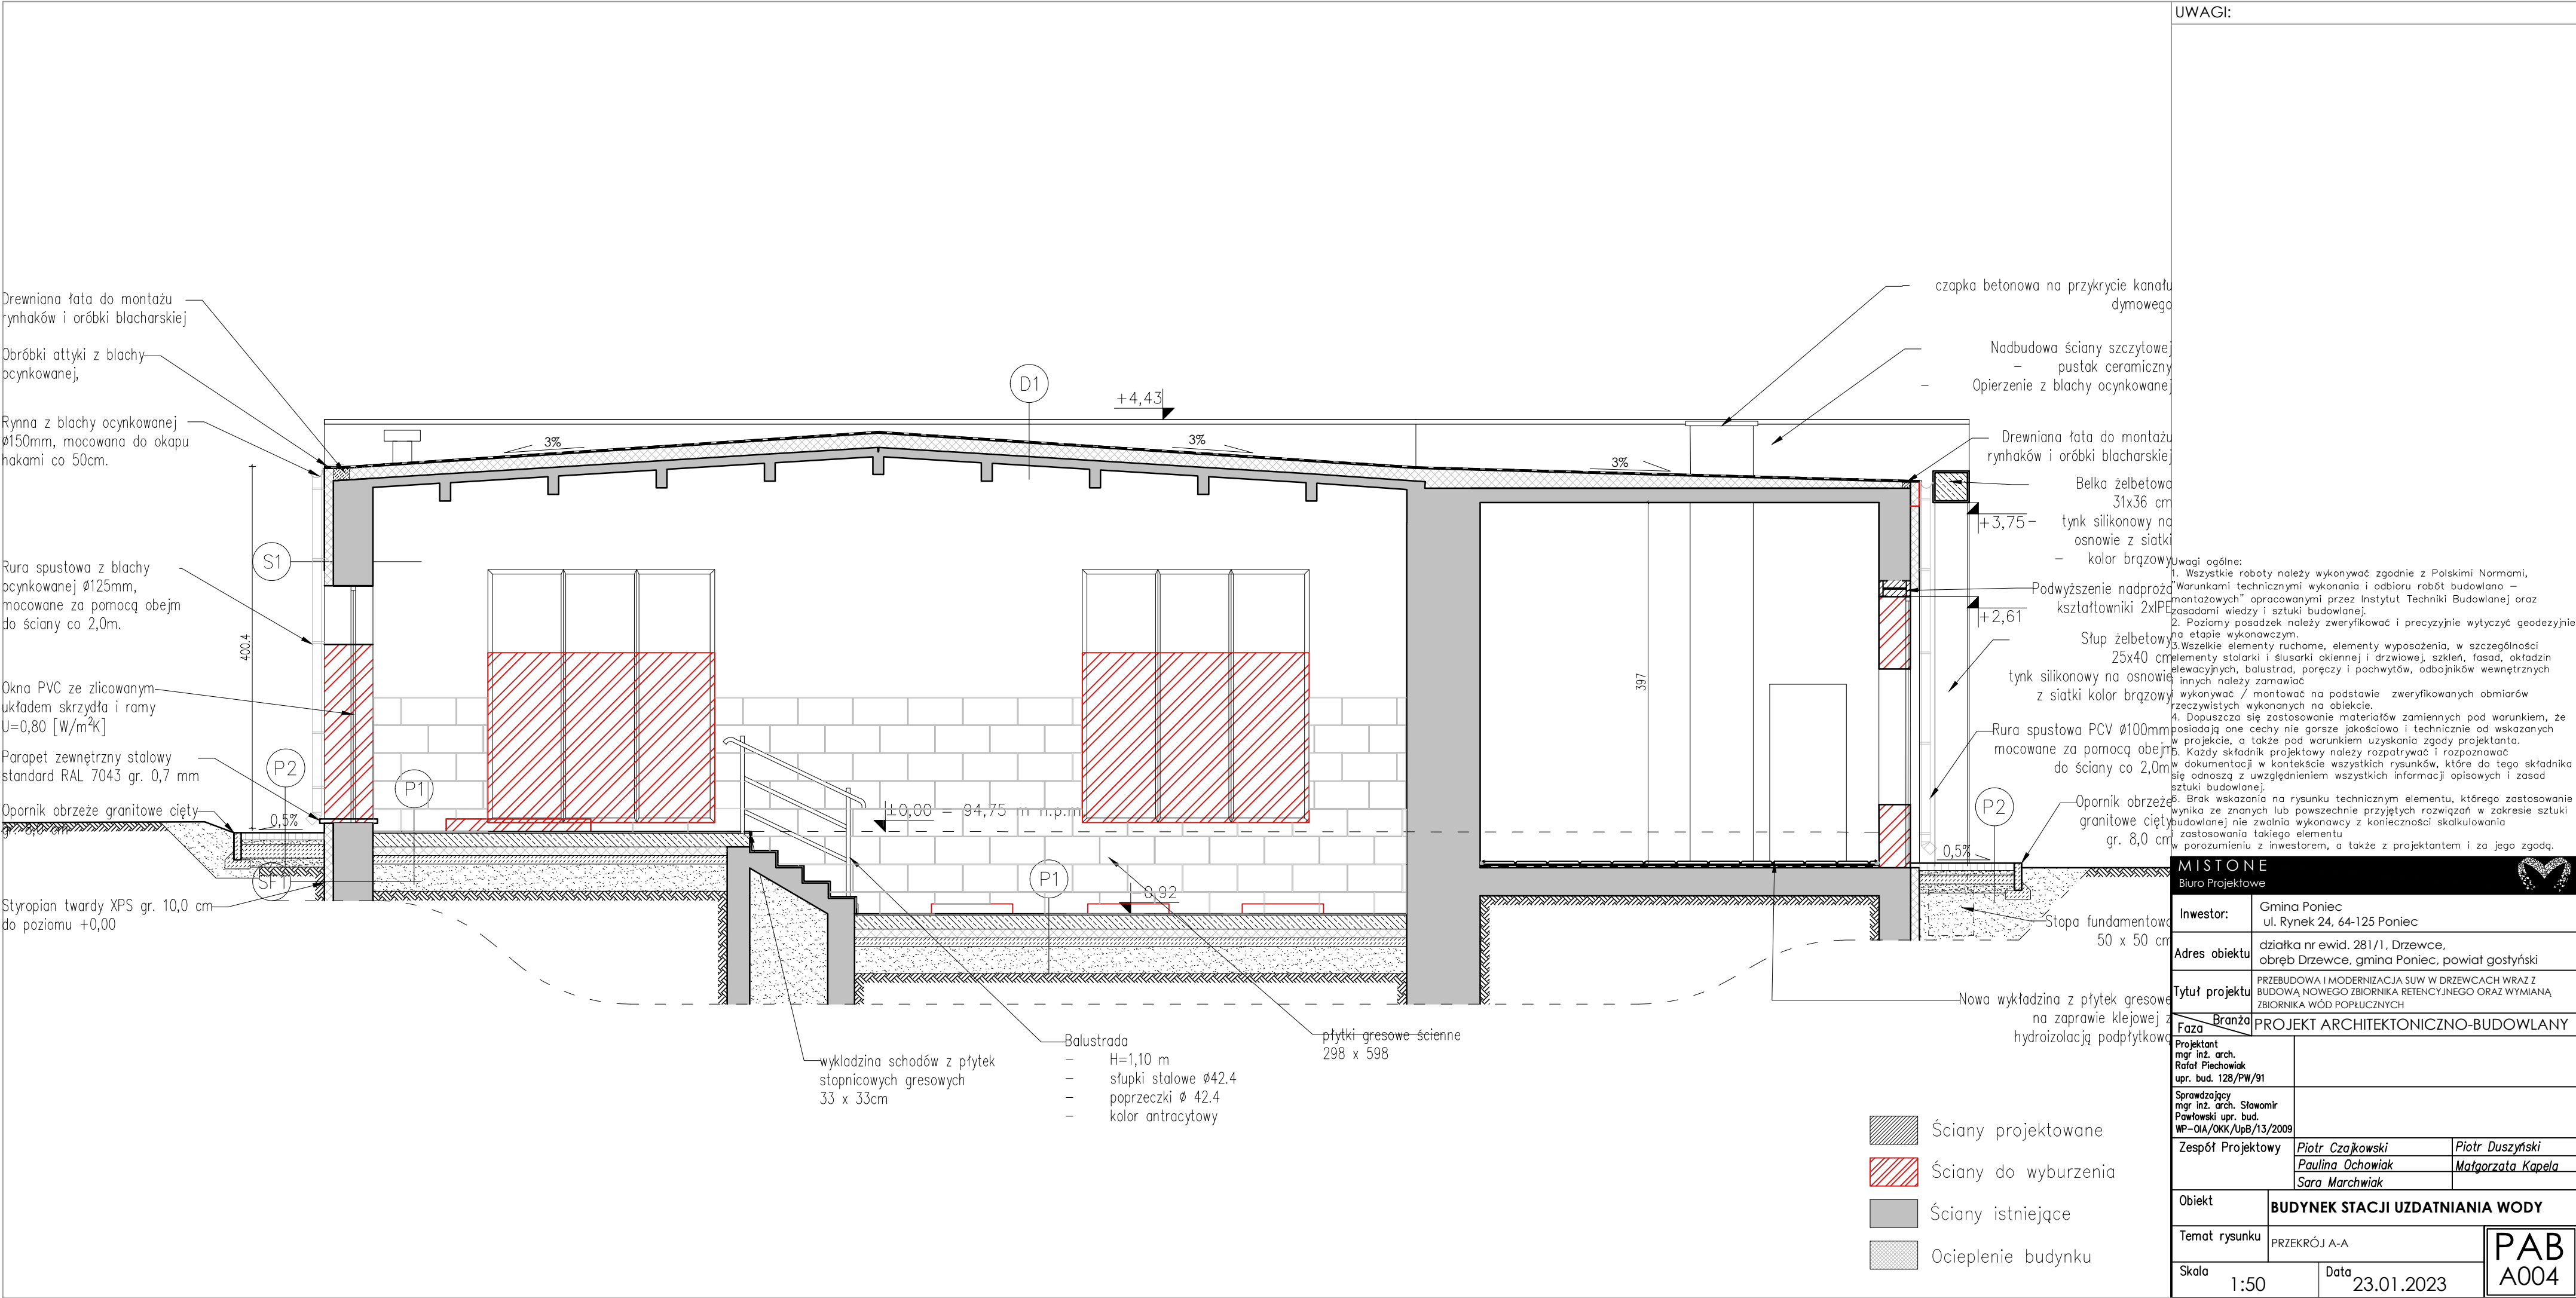 UWAGI:
Drewniana łata do montażu
rynhaków i oróbki blacharskiej
Obróbki attyki z blachy
ocynkowanej,
Rynna z blachy ocynkowanej
ø150mm, mocowana do okapu
hakami co 50cm.
S1
Rura spustowa z blachy
ocynkowanej ø125mm,
mocowane za pomocą obejm
do ściany co 2,0m.
400.4
Okna PVC ze zlicowanym
układem skrzydła i ramy
U=0,80 [W/m²K]
Parapet zewnętrzny stalowy
standard RAL 7043 gr. 0,7 mm
P2
P1
Opornik obrzeże granitowe cięty
gr. 8,0 cm
0,5%
SF1
Styropian twardy XPS gr. 10,0 cm
do poziomu +0,00
3%
D1
+4,43
3%
3%
±0,00 = 94,75 m n.p.m
-0,92
P1
397
wykladzina schodów z płytek
stopnicowych gresowych
33 x 33cm
Balustrada
- H=1,10 m
- słupki stalowe ø42.4
- poprzeczki ø 42.4
- kolor antracytowy
płytki gresowe ścienne
298 x 598
czapka betonowa na przykrycie kanału
dymowego
Nadbudowa ściany szczytowej
- pustak ceramiczny
- Opierzenie z blachy ocynkowanej
Drewniana łata do montażu
rynhaków i oróbki blacharskiej
Belka żelbetowa
31x36 cm
+3,75
- tynk silikonowy na
osnowie z siatki
- kolor brązowy
Podwyższenie nadproża
kształtowniki 2xIPE
+2,61
Słup żelbetowy
25x40 cm
tynk silikonowy na osnowie
z siatki kolor brązowy
Rura spustowa PCV ø100mm
mocowane za pomocą obejm
do ściany co 2,0m
P2
Opornik obrzeże
granitowe cięty
gr. 8,0 cm
0,5%
Stopa fundamentowa
50 x 50 cm
Nowa wykładzina z płytek gresowe
na zaprawie klejowej z
hydroizolacją podpłytkową
Ściany projektowane
Ściany do wyburzenia
Ściany istniejące
Ocieplenie budynku
Uwagi ogólne:
1. Wszystkie roboty należy wykonywać zgodnie z Polskimi Normami,
"Warunkami technicznymi wykonania i odbioru robót budowlano –
montażowych" opracowanymi przez Instytut Techniki Budowlanej oraz
zasadami wiedzy i sztuki budowlanej.
2. Poziomy posadzek należy zweryfikować i precyzyjnie wytyczyć geodezyjnie
na etapie wykonawczym.
3.Wszelkie elementy ruchome, elementy wyposażenia, w szczególności
elementy stolarki i ślusarki okiennej i drzwiowej, szkleń, fasad, okładzin
elewacyjnych, balustrad, poręczy i pochwytów, odbojników wewnętrznych
i innych należy zamawiać
i wykonywać / montować na podstawie zweryfikowanych obmiarów
rzeczywistych wykonanych na obiekcie.
4. Dopuszcza się zastosowanie materiałów zamiennych pod warunkiem, że
posiadają one cechy nie gorsze jakościowo i technicznie od wskazanych
w projekcie, a także pod warunkiem uzyskania zgody projektanta.
5. Każdy składnik projektowy należy rozpatrywać i rozpoznawać
w dokumentacji w kontekście wszystkich rysunków, które do tego składnika
się odnoszą z uwzględnieniem wszystkich informacji opisowych i zasad
sztuki budowlanej.
6. Brak wskazania na rysunku technicznym elementu, którego zastosowanie
wynika ze znanych lub powszechnie przyjętych rozwiązań w zakresie sztuki
budowlanej nie zwalnia wykonawcy z konieczności skalkulowania
i zastosowania takiego elementu
w porozumieniu z inwestorem, a także z projektantem i za jego zgodą.
MISTONE
Biuro Projektowe
Inwestor:
Gmina Poniec
ul. Rynek 24, 64-125 Poniec
Adres obiektu
działka nr ewid. 281/1, Drzewce,
obręb Drzewce, gmina Poniec, powiat gostyński
Tytuł projektu
PRZEBUDOWA I MODERNIZACJA SUW W DRZEWCACH WRAZ Z
BUDOWĄ NOWEGO ZBIORNIKA RETENCYJNEGO ORAZ WYMIANĄ
ZBIORNIKA WÓD POPŁUCZNYCH
Faza Branża
PROJEKT ARCHITEKTONICZNO-BUDOWLANY
Projektant
mgr inż. arch.
Rafał Piechowiak
upr. bud. 128/PW/91
Sprawdzający
mgr inż. arch. Sławomir
Pawłowski upr. bud.
WP-OIA/OKK/UpB/13/2009
Zespół Projektowy
Piotr Czajkowski
Piotr Duszyński
Paulina Ochowiak
Małgorzata Kapela
Sara Marchwiak
Obiekt
BUDYNEK STACJI UZDATNIANIA WODY
Temat rysunku
PRZEKRÓJ A-A
PAB
A004
Skala
1:50
Data
23.01.2023